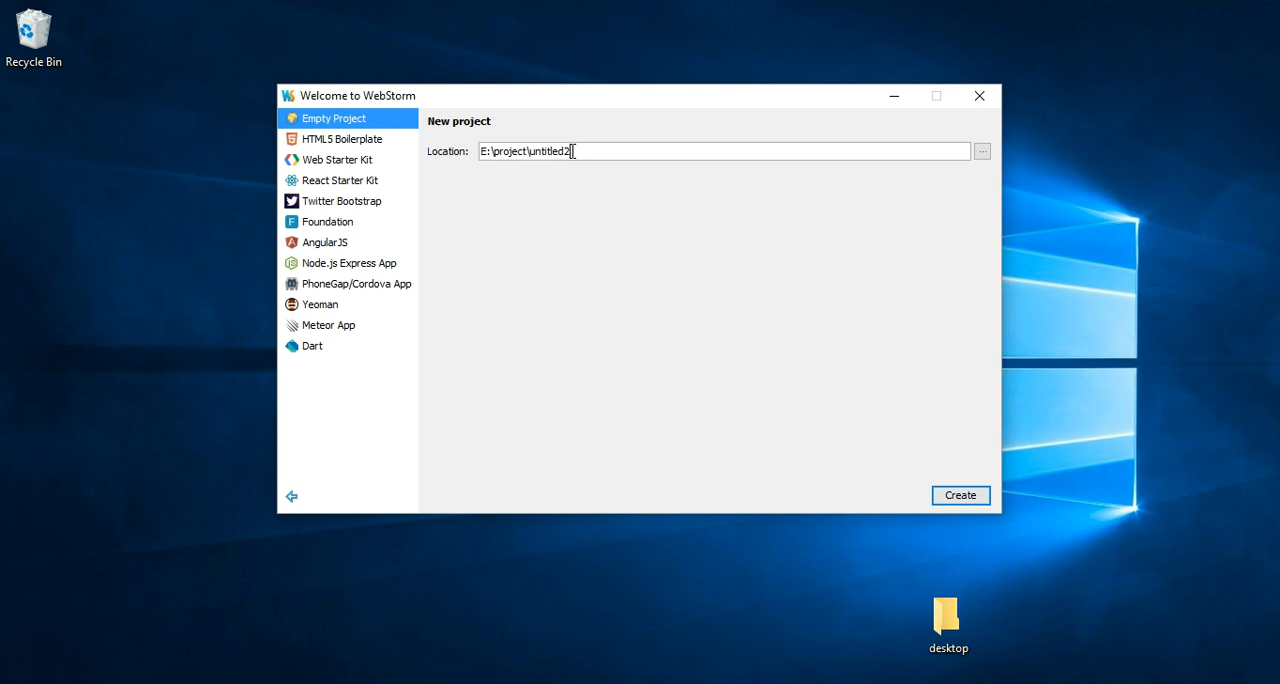 Recycle Bin
Welcome to WebStorm
Empty Project
HTML5 Boilerplate
Web Starter Kit
React Starter Kit
Twitter Bootstrap
Foundation
AngularJS
Node.js Express App
PhoneGap/Cordova App
Yeoman
Meteor App
Dart
New project
Location: E:\project\untitled2
...
Create
desktop